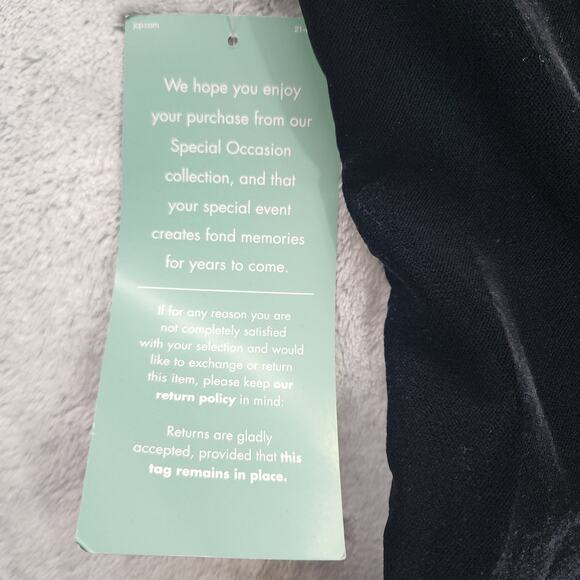 jcp.com
21-
We hope you enjoy
your purchase from our
Special Occasion
collection, and that
your special event
creates fond memories
for years to come.
If for any reason you are
not completely satisfied
with your selection and would
like to exchange or return
this item, please keep our
return policy in mind:
Returns are gladly
accepted, provided that this
tag remains in place.